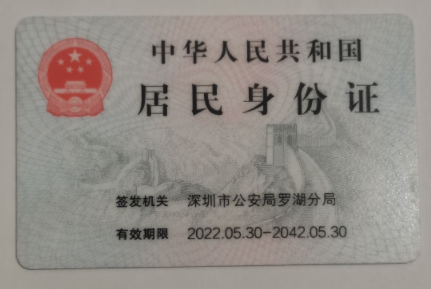 中华人民共和国
居民身份证
签发机关 深圳市公安局罗湖分局
有效期限 2022.05.30-2042.05.30